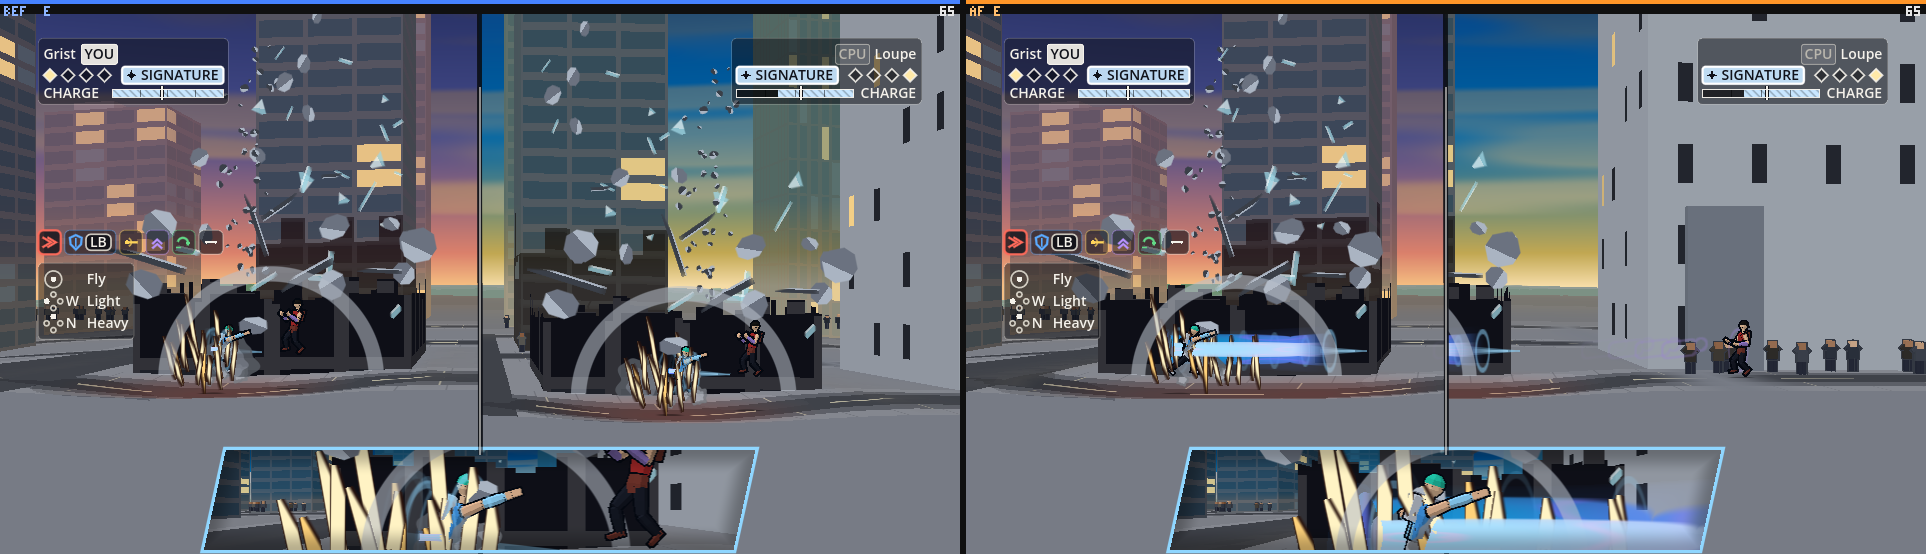 BEF E
65
Grist YOU
SIGNATURE
CHARGE
CPU Loupe
SIGNATURE
CHARGE
LB
Fly
W Light
N Heavy
AF E
65
Grist YOU
SIGNATURE
CHARGE
CPU Loupe
SIGNATURE
CHARGE
LB
Fly
W Light
N Heavy